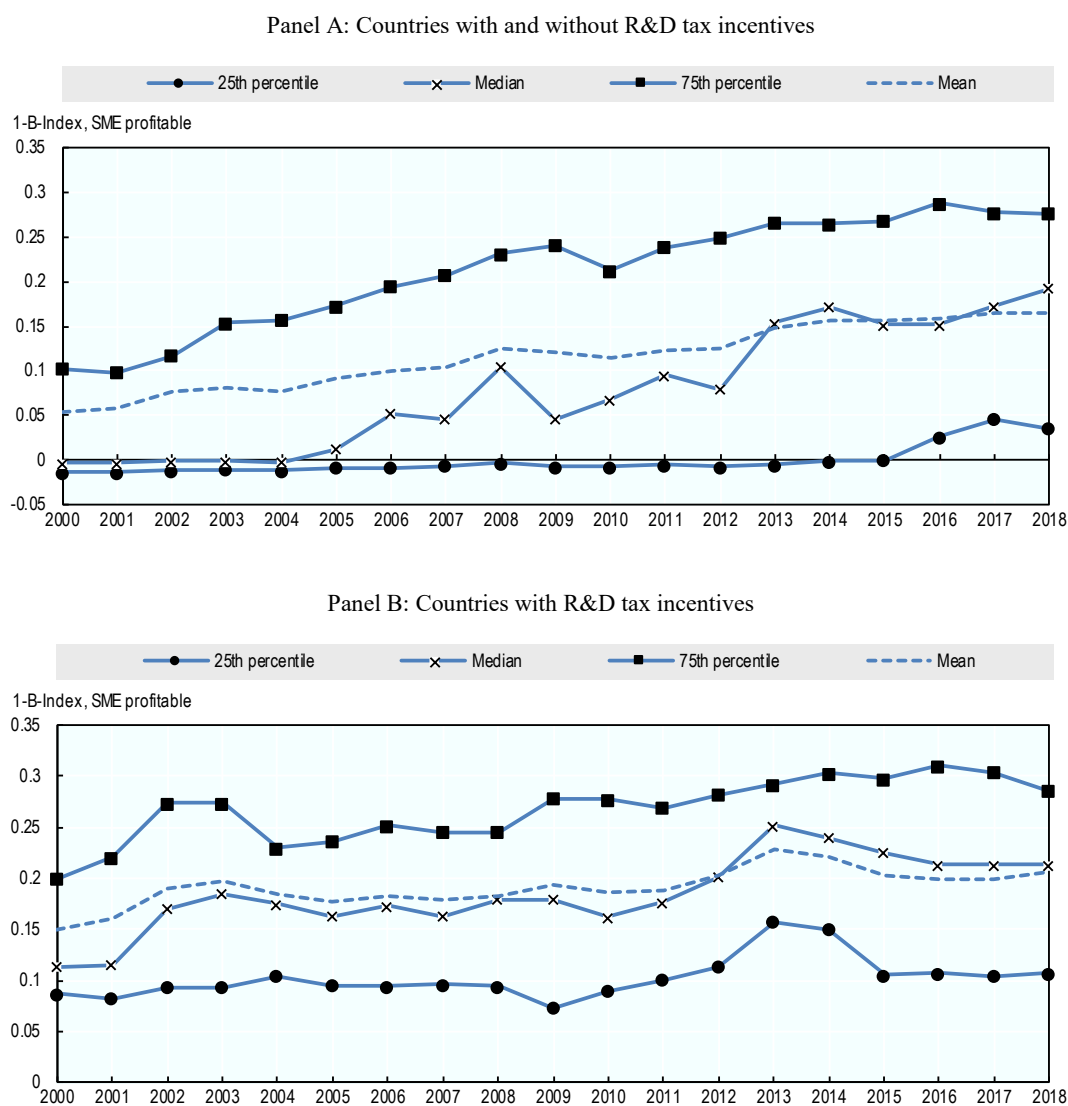 Panel A: Countries with and without R&D tax incentives
25th percentile Median 75th percentile Mean
1-B-Index, SME profitable
0.35
0.3
0.25
0.2
0.15
0.1
0.05
0
-0.05
2000 2001 2002 2003 2004 2005 2006 2007 2008 2009 2010 2011 2012 2013 2014 2015 2016 2017 2018
Panel B: Countries with R&D tax incentives
25th percentile Median 75th percentile Mean
1-B-Index, SME profitable
0.35
0.3
0.25
0.2
0.15
0.1
0.05
0
2000 2001 2002 2003 2004 2005 2006 2007 2008 2009 2010 2011 2012 2013 2014 2015 2016 2017 2018